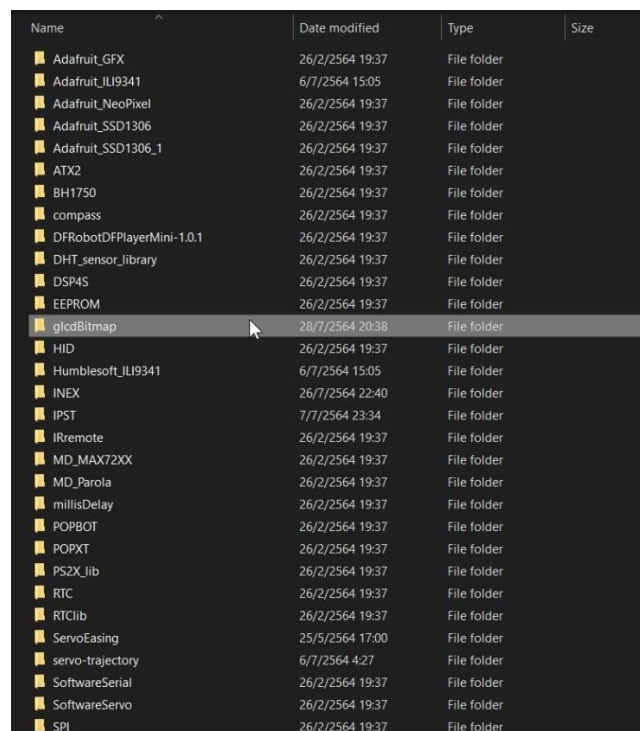 Name Date modified Type Size
Adafruit_GFX 26/2/2564 19:37 File folder
Adafruit_ILI9341 6/7/2564 15:05 File folder
Adafruit_NeoPixel 26/2/2564 19:37 File folder
Adafruit_SSD1306 26/2/2564 19:37 File folder
Adafruit_SSD1306_1 26/2/2564 19:37 File folder
ATX2 26/2/2564 19:37 File folder
BH1750 26/2/2564 19:37 File folder
compass 26/2/2564 19:37 File folder
DFRobotDFPlayerMini-1.0.1 26/2/2564 19:37 File folder
DHT_sensor_library 26/2/2564 19:37 File folder
DSP4S 26/2/2564 19:37 File folder
EEPROM 26/2/2564 19:37 File folder
glcdBitmap 28/7/2564 20:38 File folder
HID 26/2/2564 19:37 File folder
Humblesoft_ILI9341 6/7/2564 15:05 File folder
INEX 26/7/2564 22:40 File folder
IPST 7/7/2564 23:34 File folder
IRremote 26/2/2564 19:37 File folder
MD_MAX72XX 26/2/2564 19:37 File folder
MD_Parola 26/2/2564 19:37 File folder
millisDelay 26/2/2564 19:37 File folder
POPBOT 26/2/2564 19:37 File folder
POPXT 26/2/2564 19:37 File folder
PS2X_lib 26/2/2564 19:37 File folder
RTC 26/2/2564 19:37 File folder
RTClib 26/2/2564 19:37 File folder
ServoEasing 25/5/2564 17:00 File folder
servo-trajectory 6/7/2564 4:27 File folder
SoftwareSerial 26/2/2564 19:37 File folder
SoftwareServo 26/2/2564 19:37 File folder
SPI 26/2/2564 19:37 File folder